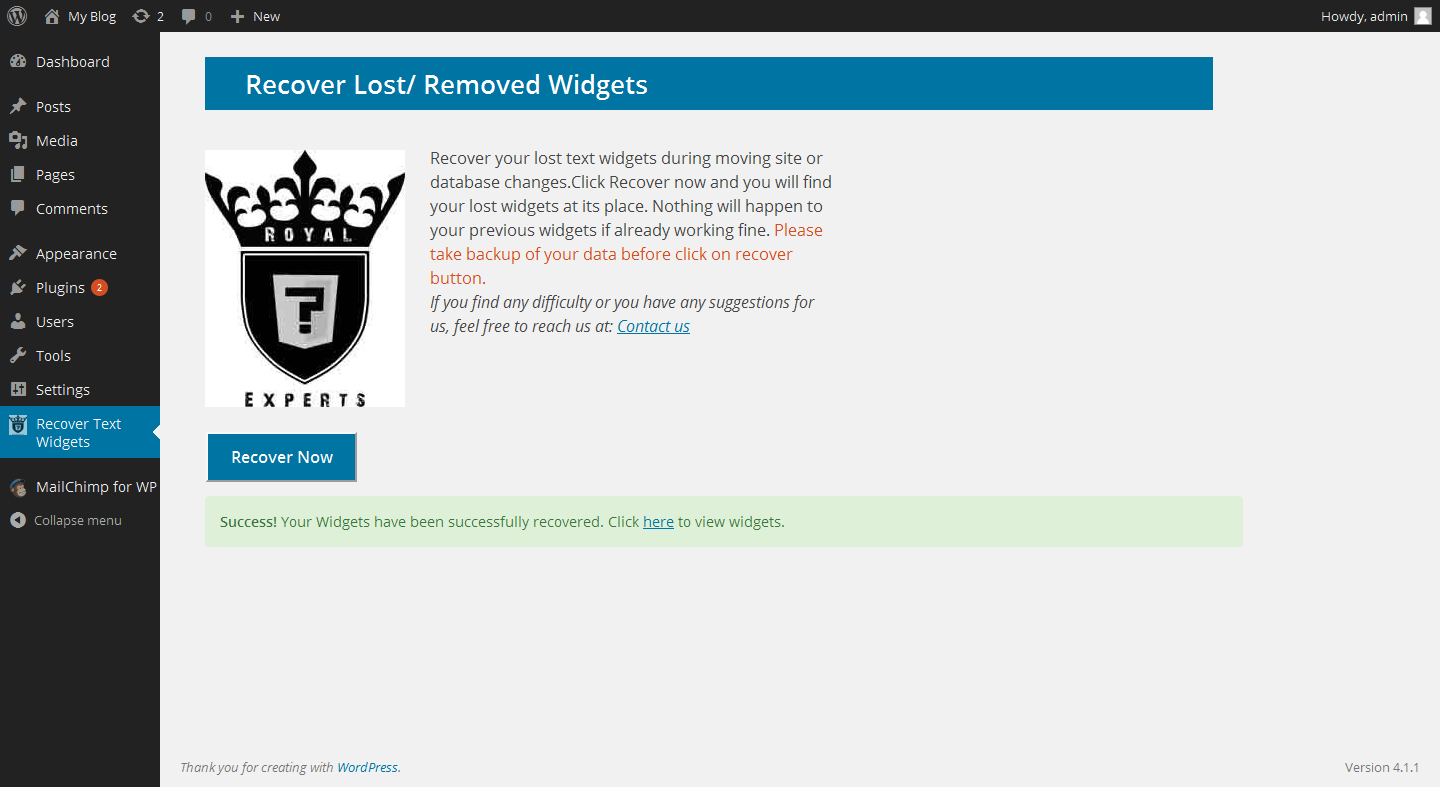 My Blog 2 0 New Howdy, admin
Dashboard
Posts
Media
Pages
Comments
Appearance
Plugins 2
Users
Tools
Settings
Recover Text
Widgets
MailChimp for WP
Collapse menu
Recover Lost/ Removed Widgets
ROYAL
EXPERTS
Recover your lost text widgets during moving site or
database changes.Click Recover now and you will find
your lost widgets at its place. Nothing will happen to
your previous widgets if already working fine. Please
take backup of your data before click on recover
button.
If you find any difficulty or you have any suggestions for
us, feel free to reach us at: Contact us
Recover Now
Success! Your Widgets have been successfully recovered. Click here to view widgets.
Thank you for creating with WordPress. Version 4.1.1